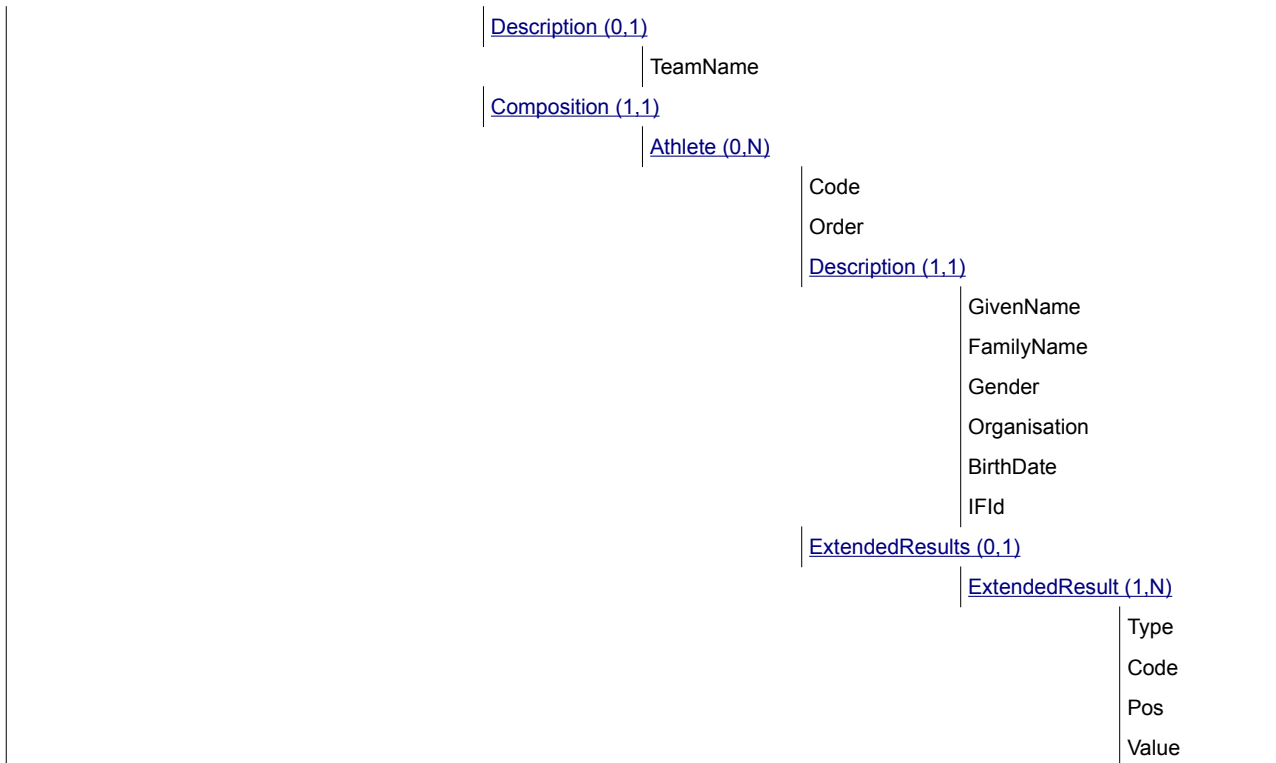 Description (0,1)
TeamName
Composition (1,1)
Athlete (0,N)
Code
Order
Description (1,1)
GivenName
FamilyName
Gender
Organisation
BirthDate
IFId
ExtendedResults (0,1)
ExtendedResult (1,N)
Type
Code
Pos
Value